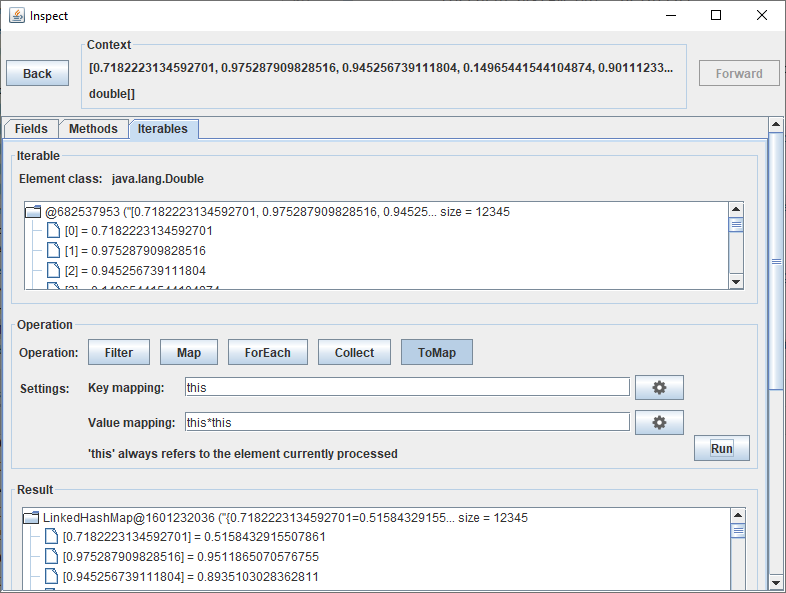 Inspect
Context
Back
[0.7182223134592701, 0.975287909828516, 0.945256739111804, 0.14965441544104874, 0.90111233...
double[]
Forward
Fields Methods Iterables
Iterable
Element class: java.lang.Double
@682537953 ("[0.7182223134592701, 0.975287909828516, 0.94525... size = 12345
[0] = 0.7182223134592701
[1] = 0.975287909828516
[2] = 0.945256739111804
Operation
Operation: Filter Map ForEach Collect ToMap
Settings: Key mapping: this
Value mapping: this*this
'this' always refers to the element currently processed
Run
Result
LinkedHashMap@1601232036 ("{0.7182223134592701=0.51584329155... size = 12345
[0.7182223134592701] = 0.5158432915507861
[0.975287909828516] = 0.9511865070576755
[0.945256739111804] = 0.8935103028362811